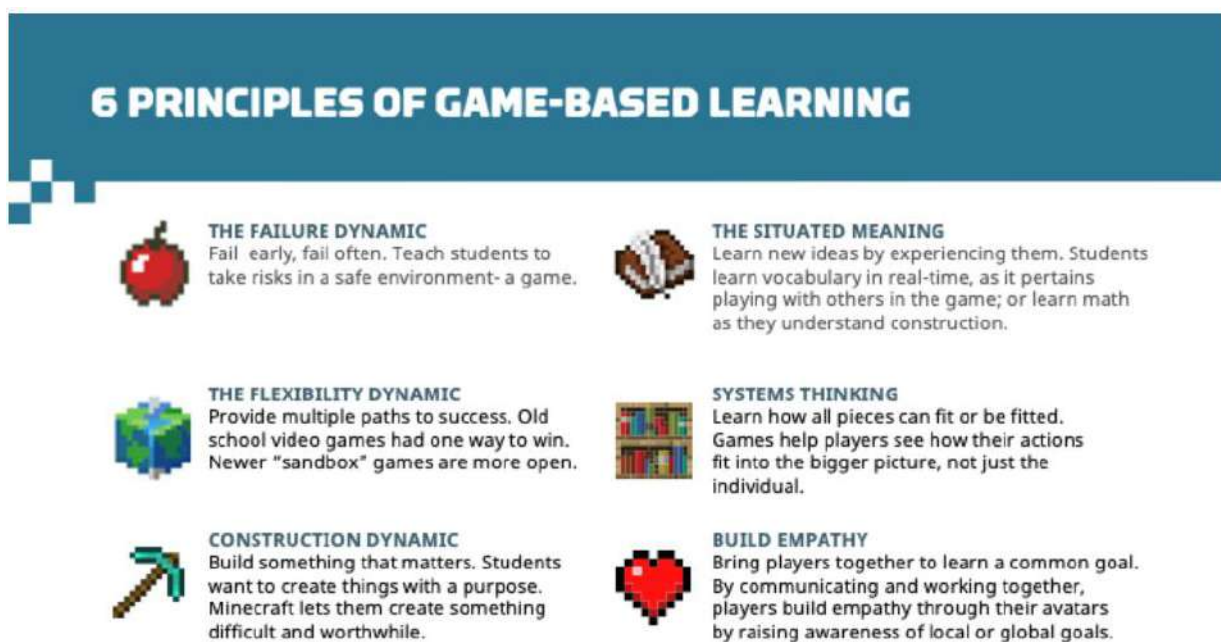 6 PRINCIPLES OF GAME-BASED LEARNING
THE FAILURE DYNAMIC
Fail early, fail often. Teach students to
take risks in a safe environment- a game.
THE SITUATED MEANING
Learn new ideas by experiencing them. Students
learn vocabulary in real-time, as it pertains
playing with others in the game; or learn math
as they understand construction.
THE FLEXIBILITY DYNAMIC
Provide multiple paths to success. Old
school video games had one way to win.
Newer “sandbox” games are more open.
SYSTEMS THINKING
Learn how all pieces can fit or be fitted.
Games help players see how their actions
fit into the bigger picture, not just the
individual.
CONSTRUCTION DYNAMIC
Build something that matters. Students
want to create things with a purpose.
Minecraft lets them create something
difficult and worthwhile.
BUILD EMPATHY
Bring players together to learn a common goal.
By communicating and working together,
players build empathy through their avatars
by raising awareness of local or global goals.